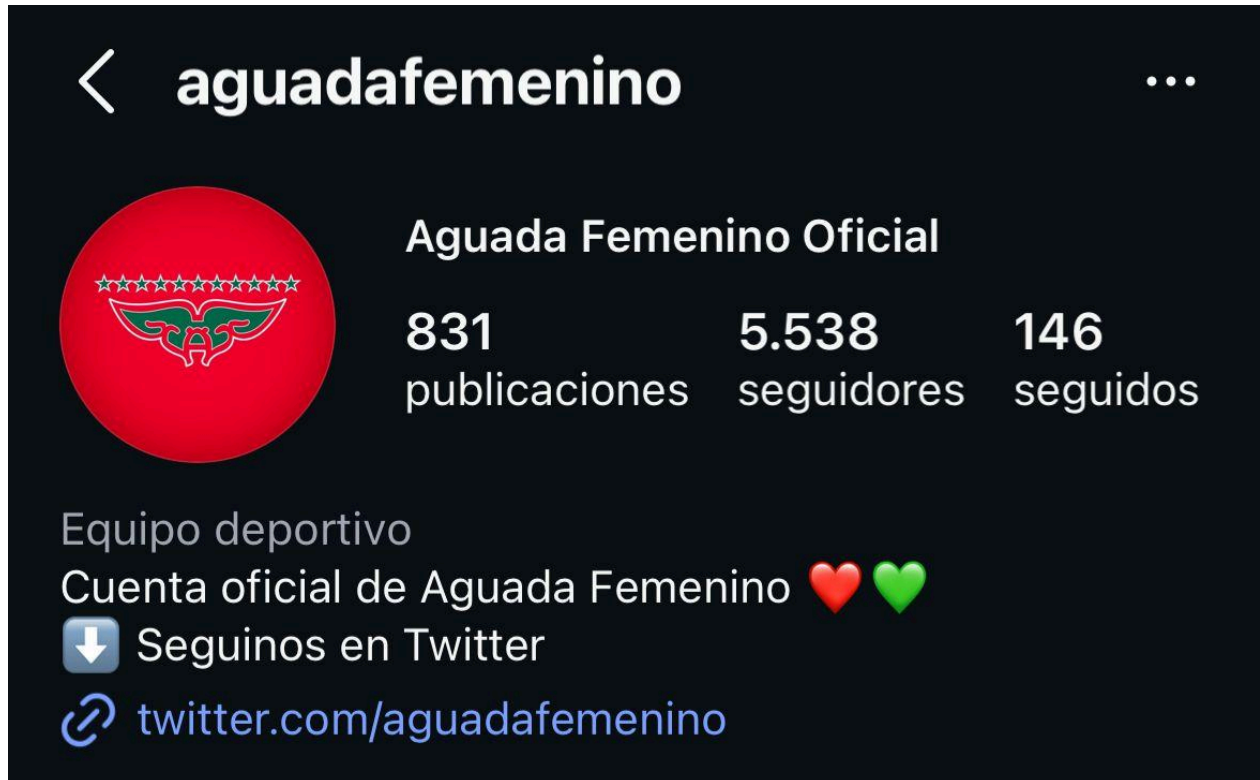 aguadafemenino
Aguada Femenino Oficial
831 5.538 146
publicaciones seguidores seguidos
Equipo deportivo
Cuenta oficial de Aguada Femenino ❤️💚
⬇️ Seguinos en Twitter
twitter.com/aguadafemenino